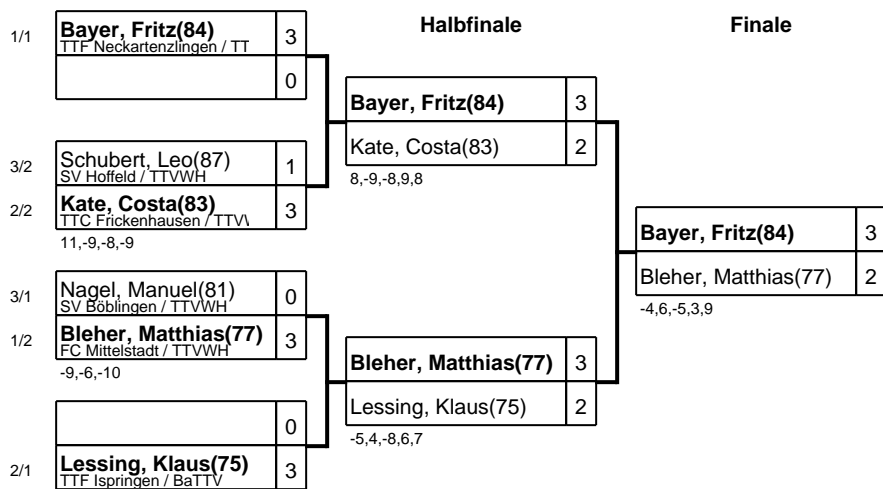 Halbfinale
Finale
1/1
Bayer, Fritz(84)
3
TTF Neckartenzlingen / TT
0
3/2
Schubert, Leo(87)
1
SV Hoffeld / TTVWH
2/2
Kate, Costa(83)
3
TTC Frickenhausen / TTV
11,-9,-8,-9
3/1
Nagel, Manuel(81)
0
SV Böblingen / TTVWH
1/2
Bleher, Matthias(77)
3
FC Mittelstadt / TTVWH
-9,-6,-10
0
2/1
Lessing, Klaus(75)
3
TTF Ispringen / BaTTV
Bayer, Fritz(84)
3
Kate, Costa(83)
2
8,-9,-8,9,8
Bleher, Matthias(77)
3
Lessing, Klaus(75)
2
-5,4,-8,6,7
Bayer, Fritz(84)
3
Bleher, Matthias(77)
2
-4,6,-5,3,9